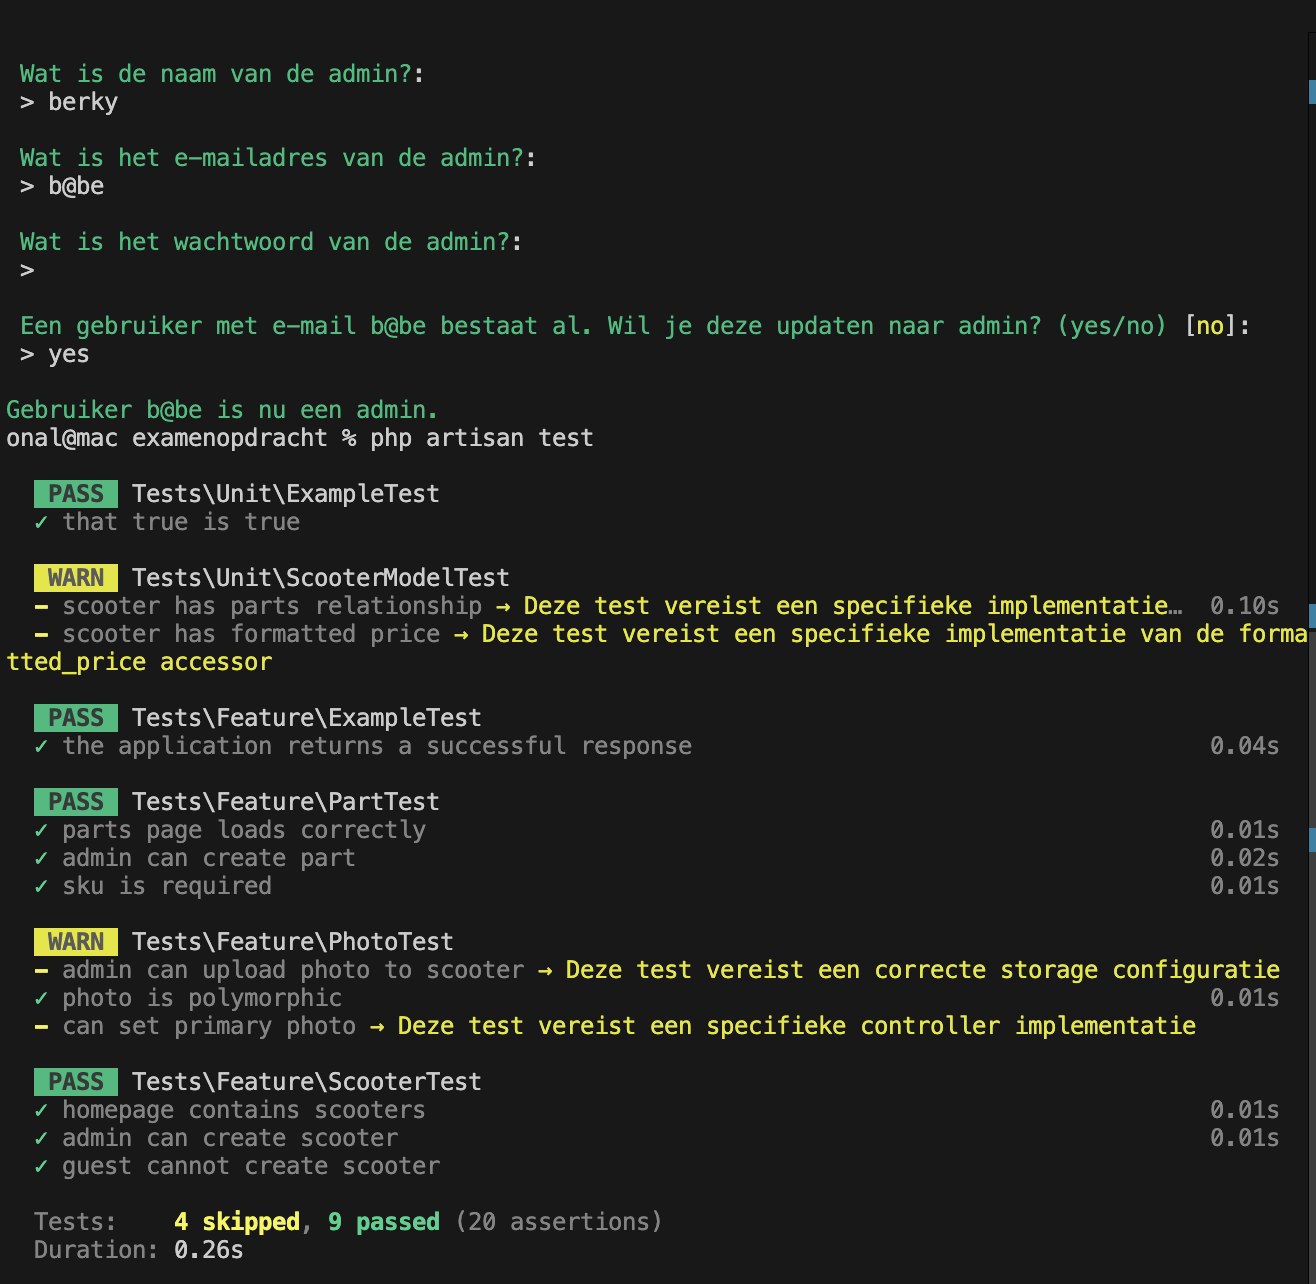 Wat is de naam van de admin?:
> berky
Wat is het e-mailadres van de admin?:
> b@be
Wat is het wachtwoord van de admin?:
>
Een gebruiker met e-mail b@be bestaat al. Wil je deze updaten naar admin? (yes/no) [no]:
> yes
Gebruiker b@be is nu een admin.
onal@mac examenopdracht % php artisan test
PASS Tests\Unit\ExampleTest
✓ that true is true
WARN Tests\Unit\ScooterModelTest
– scooter has parts relationship → Deze test vereist een specifieke implementatie… 0.10s
– scooter has formatted price → Deze test vereist een specifieke implementatie van de forma
tted_price accessor
PASS Tests\Feature\ExampleTest
✓ the application returns a successful response 0.04s
PASS Tests\Feature\PartTest
✓ parts page loads correctly 0.01s
✓ admin can create part 0.02s
✓ sku is required 0.01s
WARN Tests\Feature\PhotoTest
– admin can upload photo to scooter → Deze test vereist een correcte storage configuratie
✓ photo is polymorphic 0.01s
– can set primary photo → Deze test vereist een specifieke controller implementatie
PASS Tests\Feature\ScooterTest
✓ homepage contains scooters 0.01s
✓ admin can create scooter 0.01s
✓ guest cannot create scooter
Tests: 4 skipped, 9 passed (20 assertions)
Duration: 0.26s